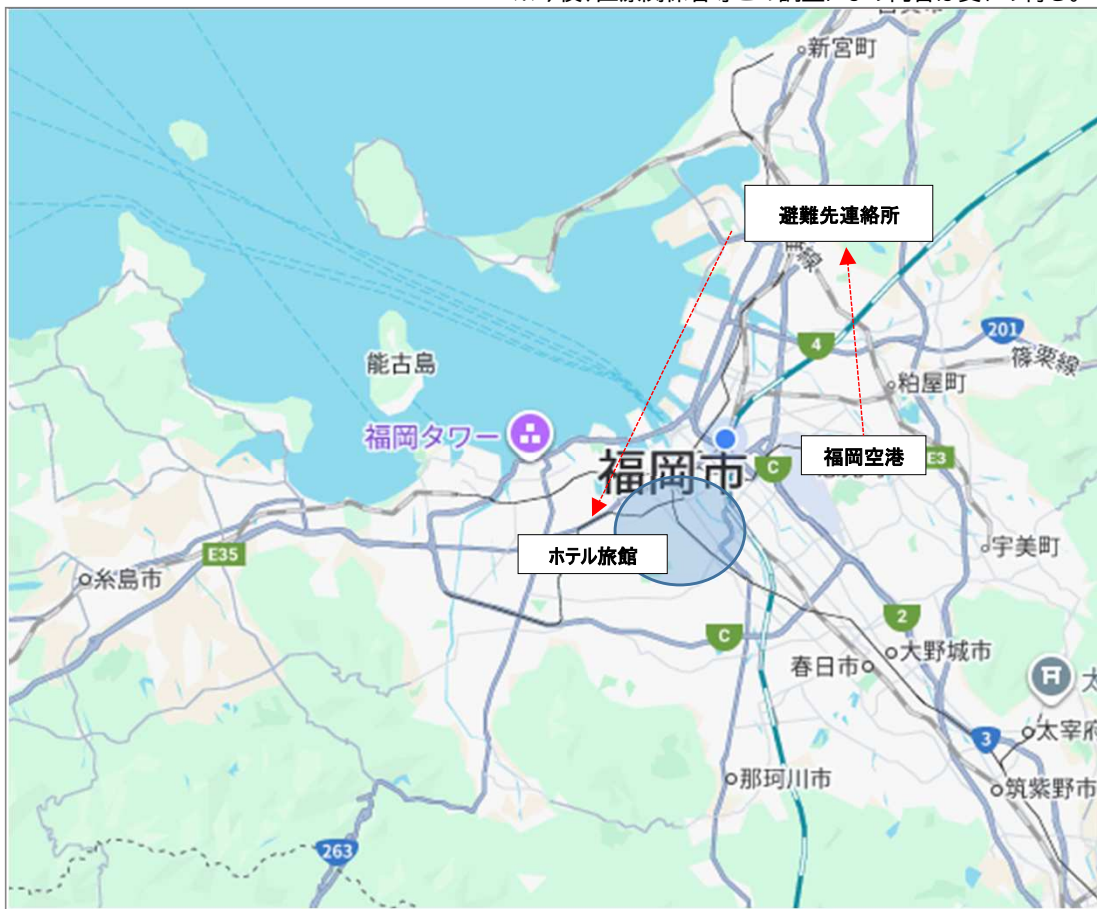 新宮町
避難先連絡所
線
201
4
篠栗線
能古島
粕屋町
福岡タワー
福岡市
C
福岡空港
E3
ホテル旅館
E35
糸島市
宇美町
2
C
大野城市
春日市
太
3
太宰府
那珂川市
筑紫野市
263